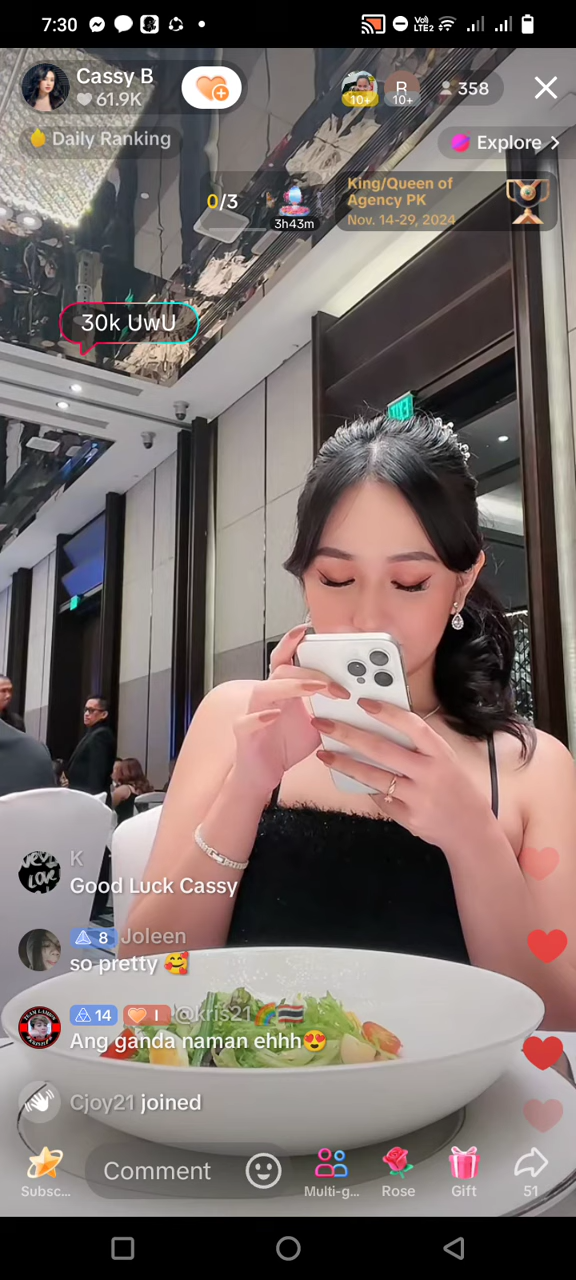 7:30
Vo))
LTE2
Cassy B
61.9K
10+
R
10+
358
Daily Ranking
Explore
0/3
3h43m
King/Queen of
Agency PK
Nov. 14-29, 2024
30k UwU
K
Good Luck Cassy
8 Joleen
so pretty 🥰
14 I @kris21🌈
Ang ganda naman ehhh😍
Cjoy21 joined
Subsc...
Comment
Multi-g...
Rose
Gift
51